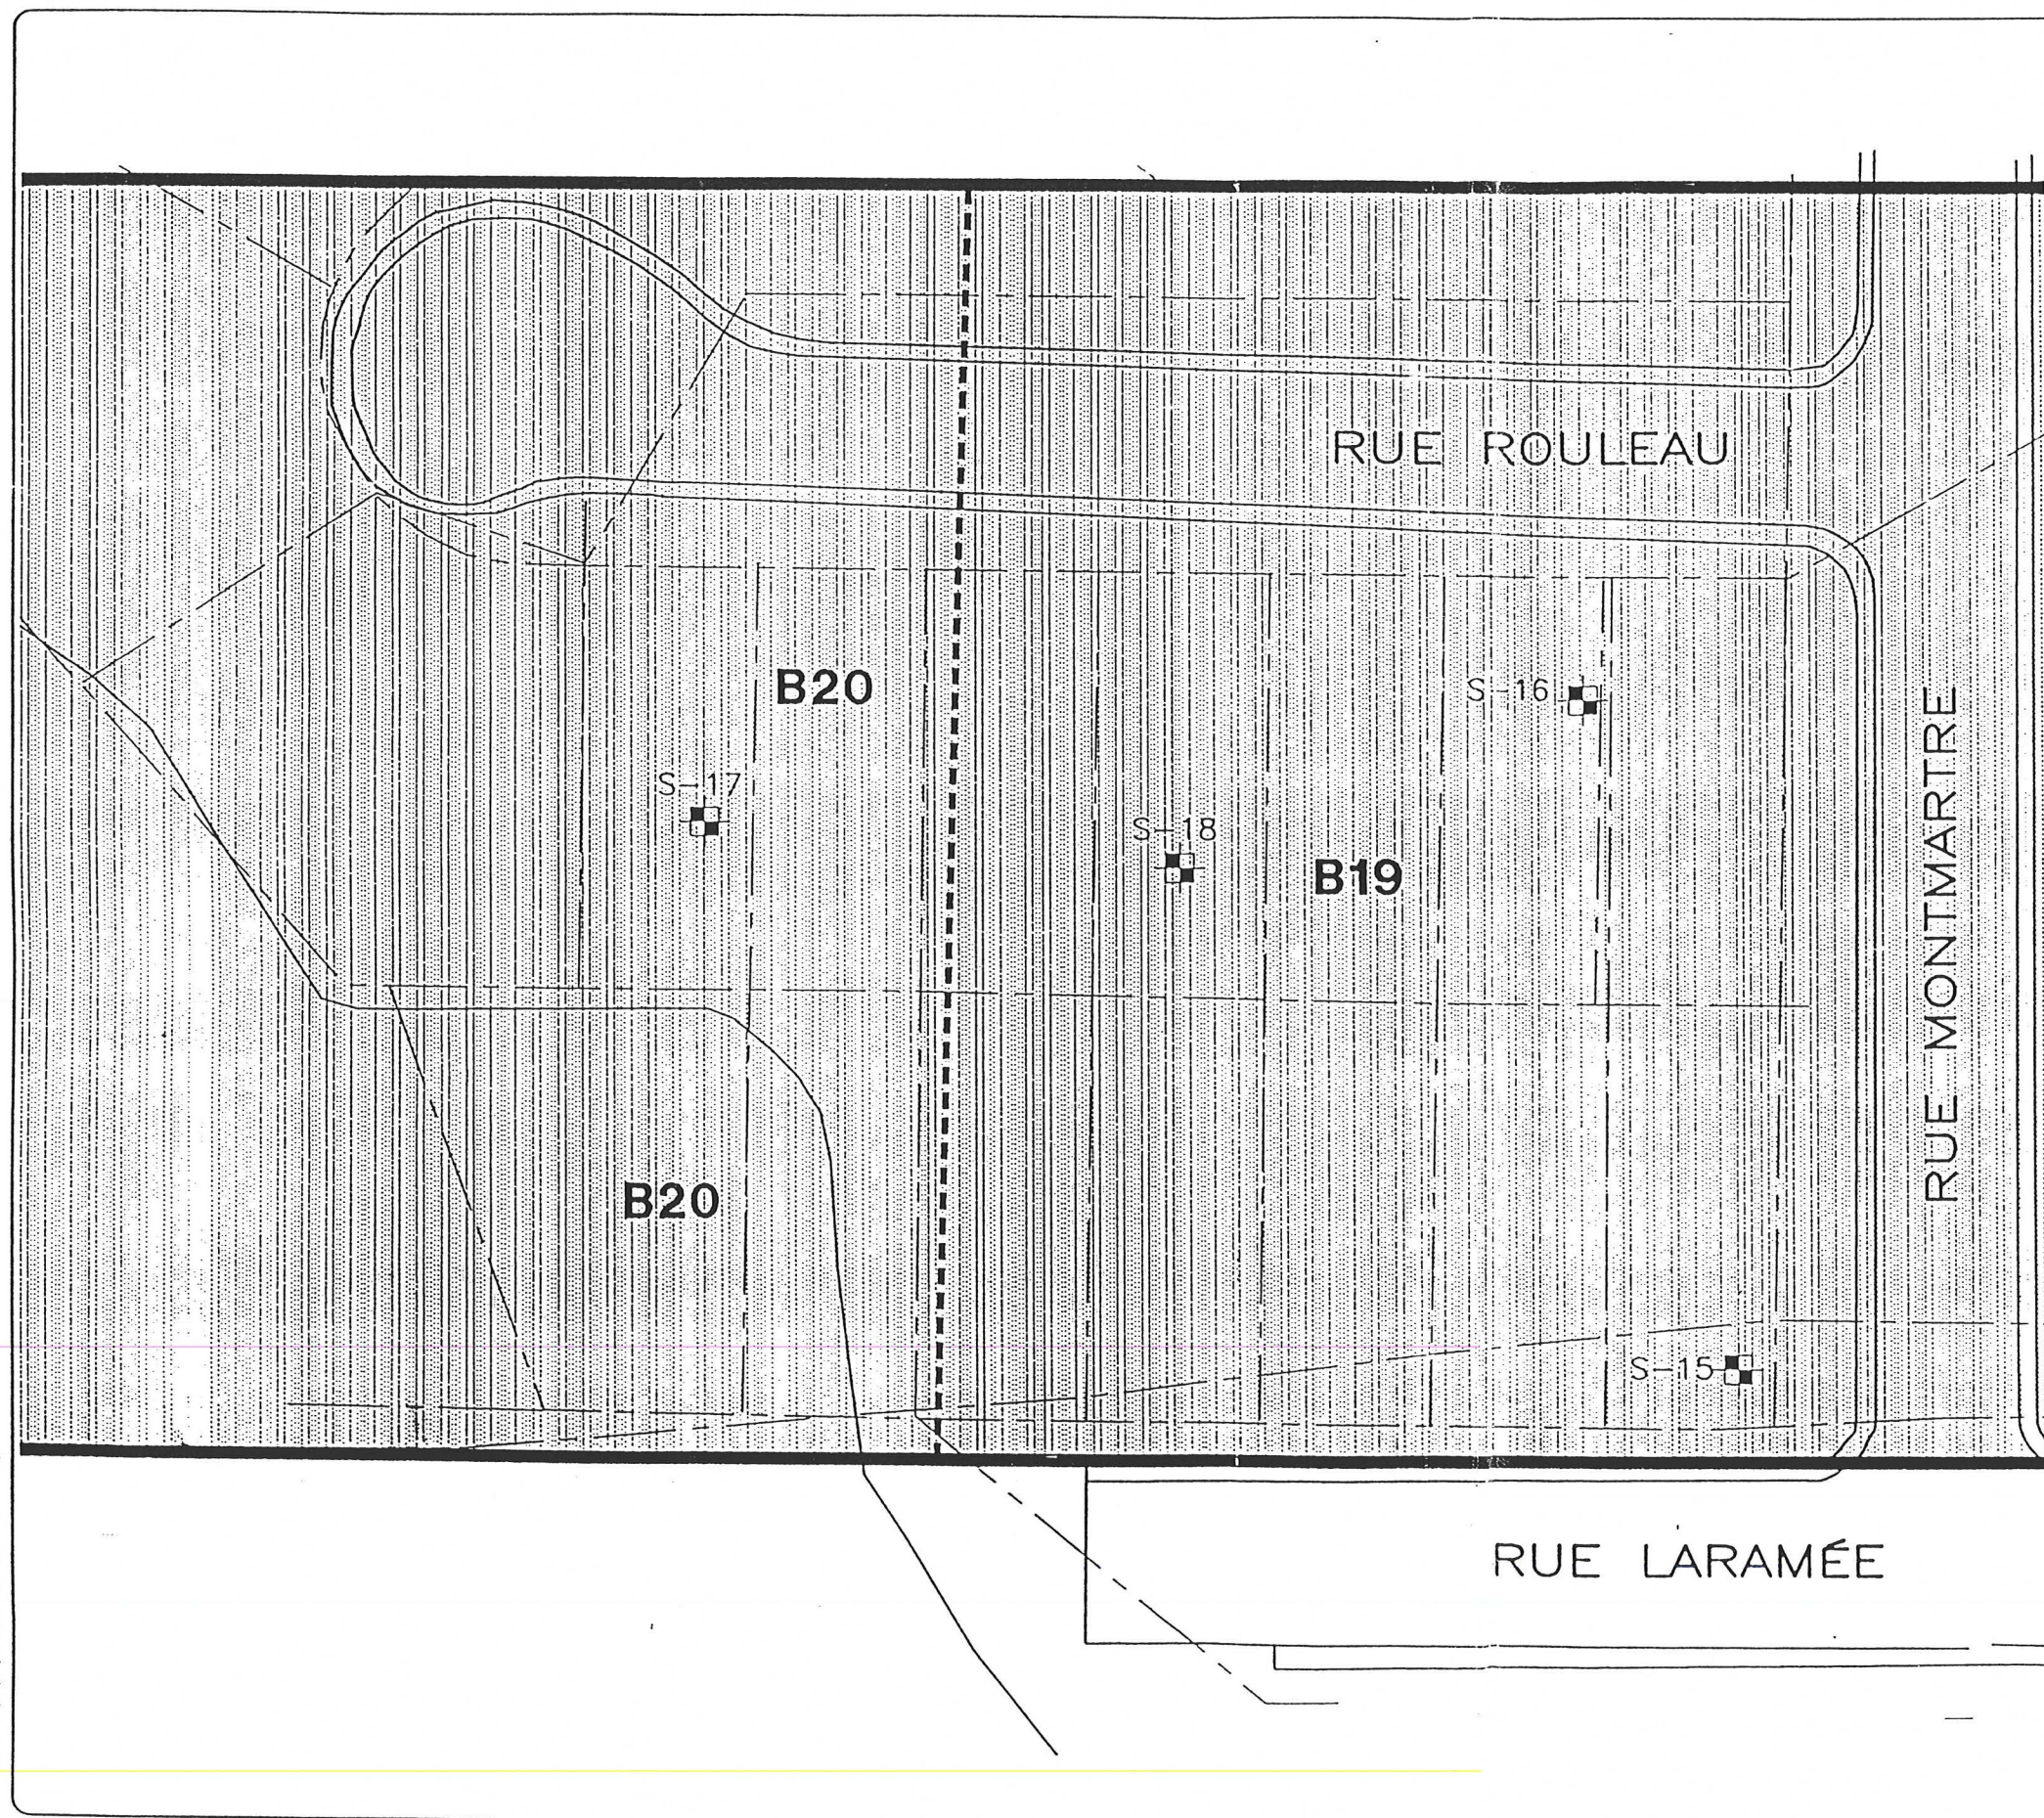 RUE ROULEAU
B20
S-16
RUE MONTMARTRE
S-17
S-18
B19
B20
S-15
RUE LARAMÉE